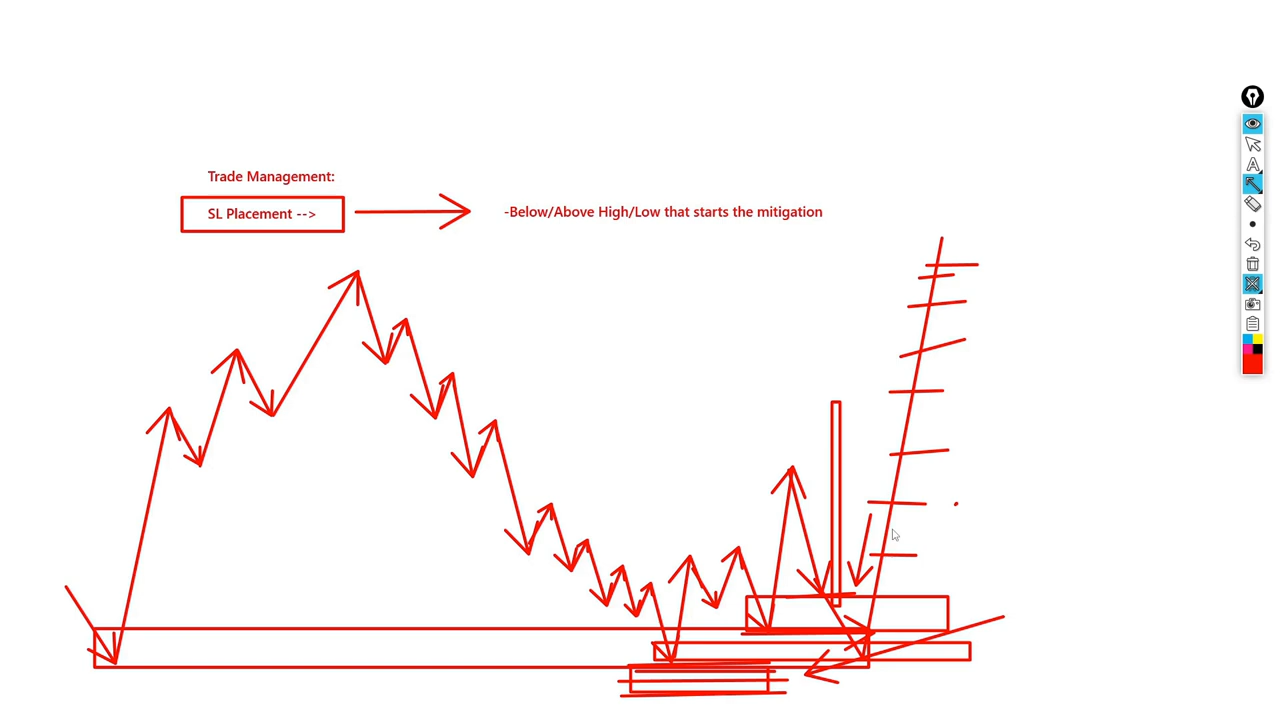 Trade Management:
SL Placement -->
-Below/Above High/Low that starts the mitigation
A